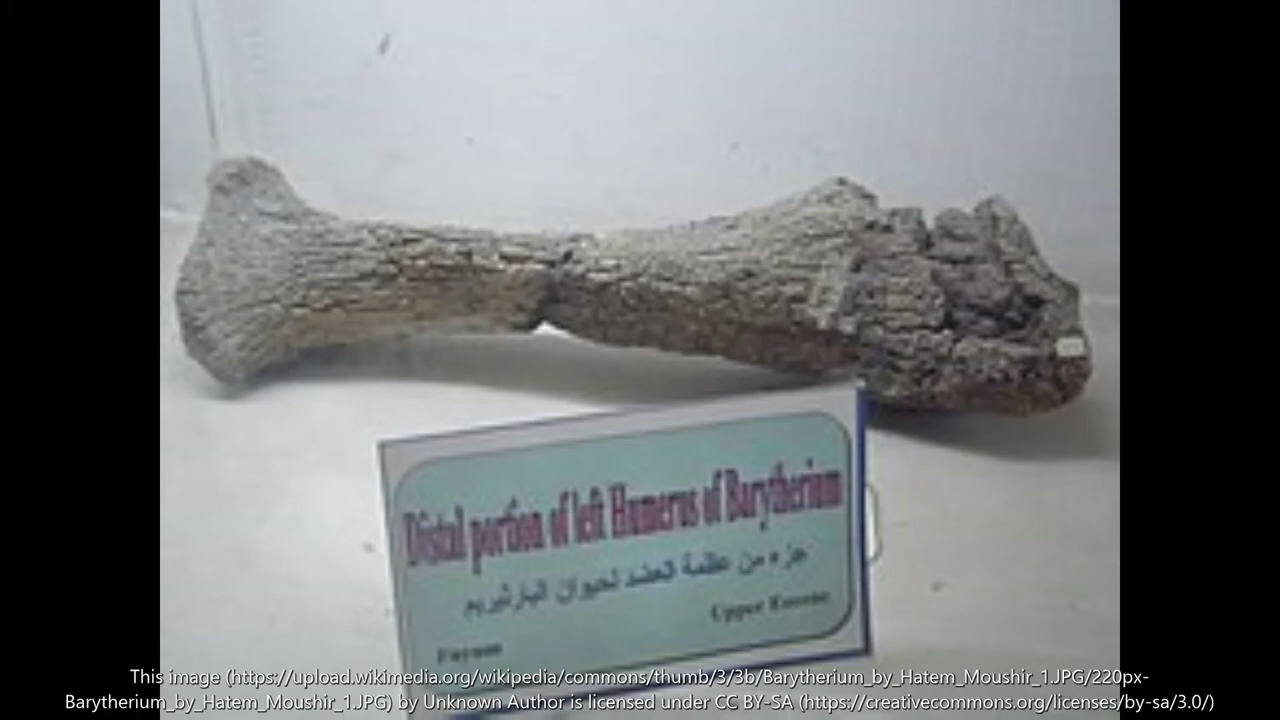 Distal portion of left Humerus of Barytherium
جزء من عظمة العضد لحيوان البارثيريم
Upper Eocene
Fayum
This image (https://upload.wikimedia.org/wikipedia/commons/thumb/3/3b/Barytherium_by_Hatem_Moushir_1.JPG/220px-
Barytherium_by_Hatem_Moushir_1.JPG) by Unknown Author is licensed under CC BY-SA (https://creativecommons.org/licenses/by-sa/3.0/)